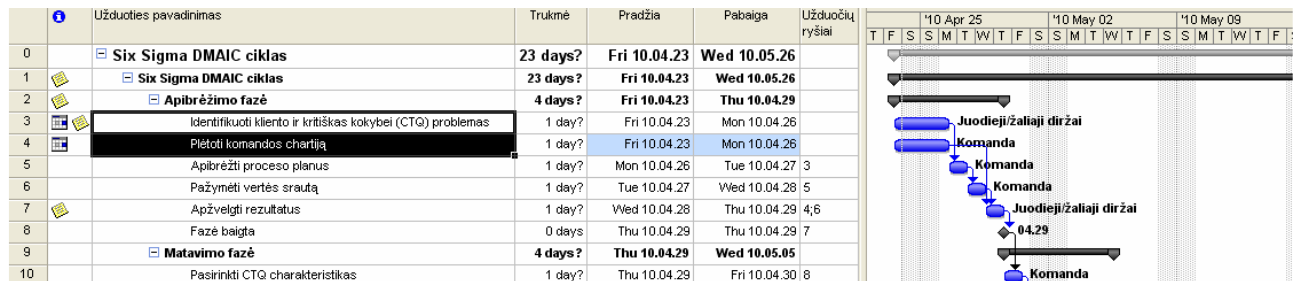 Užduoties pavadinimas Trukmė Pradžia Pabaiga Užduočių ryšiai
'10 Apr 25 '10 May 02 '10 May 09
T F S S M T W T F S S M T W T F S S M T W T F
0 Six Sigma DMAIC ciklas 23 days? Fri 10.04.23 Wed 10.05.26
1 Six Sigma DMAIC ciklas 23 days? Fri 10.04.23 Wed 10.05.26
2 Apibrėžimo fazė 4 days? Fri 10.04.23 Thu 10.04.29
3 Identifikuoti kliento ir kritiškas kokybei (CTQ) problemas 1 day? Fri 10.04.23 Mon 10.04.26 Juodieji/žaliaji diržai
4 Plėtoti komandos chartiją 1 day? Fri 10.04.23 Mon 10.04.26 Komanda
5 Apibrėžti proceso planus 1 day? Mon 10.04.26 Tue 10.04.27 3 Komanda
6 Pažymėti vertės srautą 1 day? Tue 10.04.27 Wed 10.04.28 5 Komanda
7 Apžvelgti rezultatus 1 day? Wed 10.04.28 Thu 10.04.29 4;6 Juodieji/žaliaji diržai
8 Fazė baigta 0 days Thu 10.04.29 Thu 10.04.29 7 04.29
9 Matavimo fazė 4 days? Thu 10.04.29 Wed 10.05.05
10 Pasirinkti CTQ charakteristikas 1 day? Thu 10.04.29 Fri 10.04.30 8 Komanda